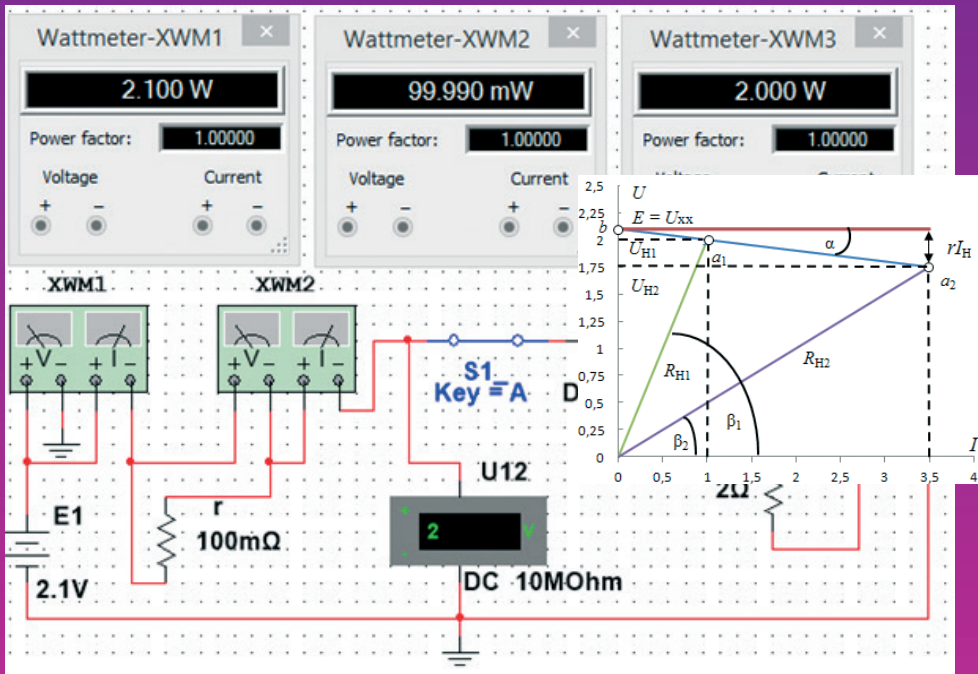 Wattmeter-XWM1
2.100 W
Power factor: 1.00000
Voltage Current
+ − + −
Wattmeter-XWM2
99.990 mW
Power factor: 1.00000
Voltage Current
+ − +
Wattmeter-XWM3
2.000 W
Power factor: 1.00000
XWM1
+ V − + I −
XWM2
+ V − + I −
S1
Key = A
D
U12
+
2 V
-
DC 10MOhm
E1
2.1V
r
100mΩ
2Ω
U
2,5
2,25
b
2
1,75
1,5
1,25
1
0,75
0,5
0,25
0
E = Uxx
UН1
UН2
α
a1
rIН
a2
RН1
RН2
β1
β2
I
0 0,5 1 1,5 2 2,5 3 3,5 4